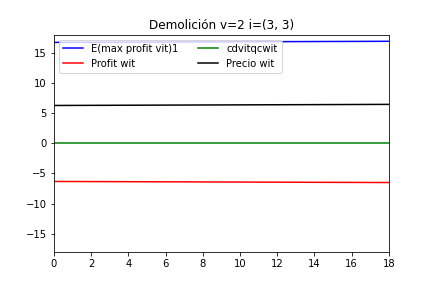 Demolición v=2 i=(3, 3)
E(max profit vit)1
Profit wit
cdvitqcwit
Precio wit
15
10
5
0
−5
−10
−15
0 2 4 6 8 10 12 14 16 18